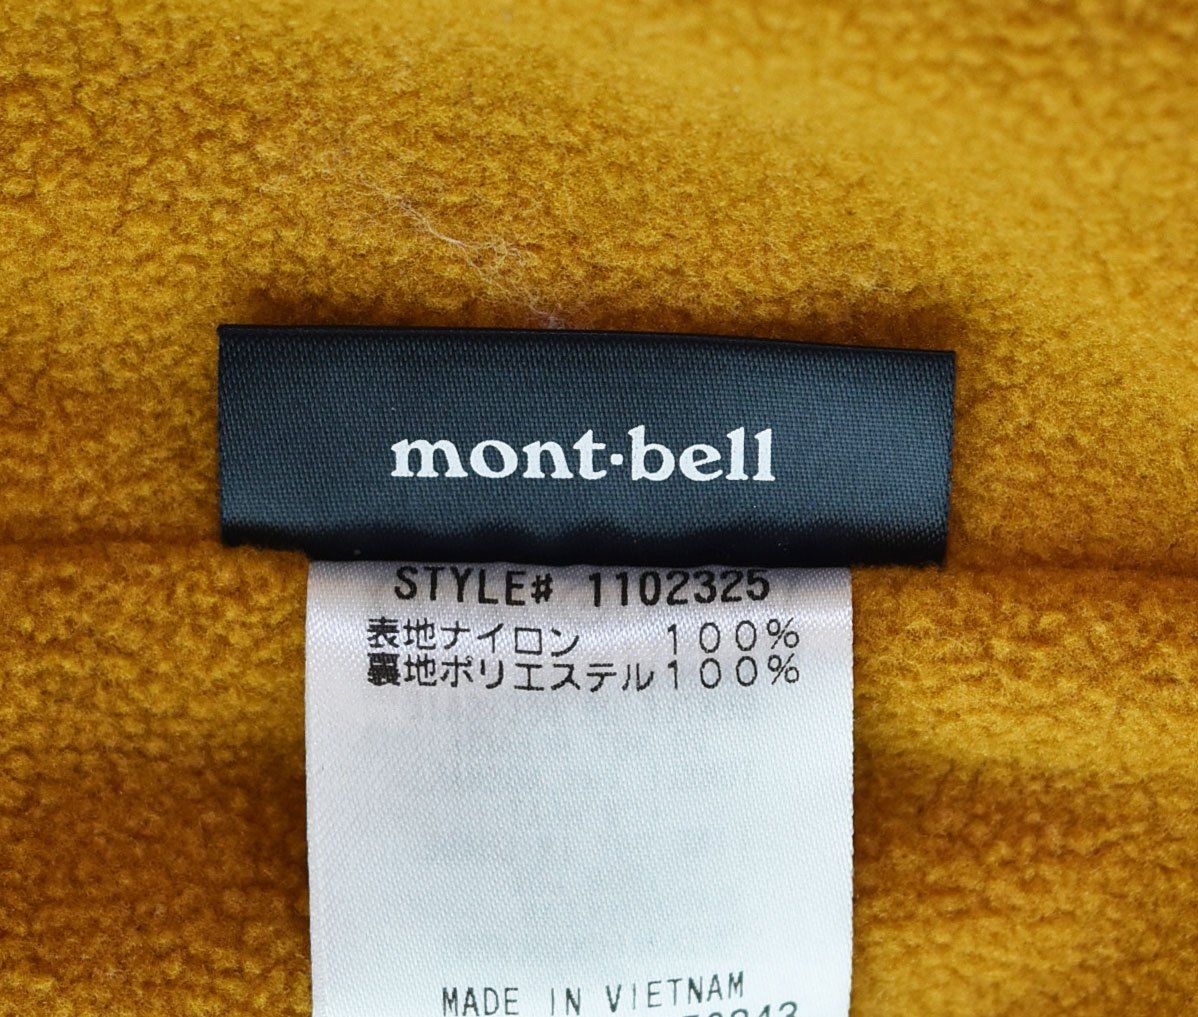 mont·bell
STYLE# 1102325
表地ナイロン 100%
裏地ポリエステル100%
MADE IN VIETNAM